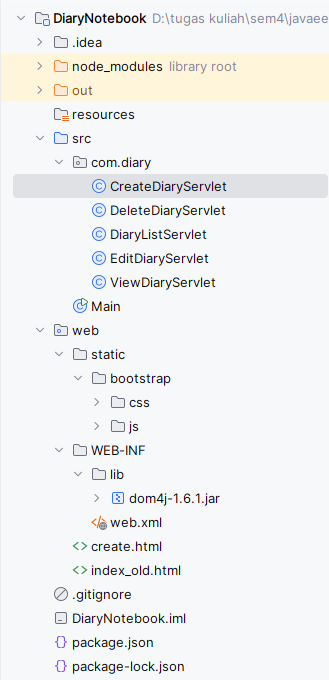 DiaryNotebook D:\tugas kuliah\sem4\javaee
.idea
node_modules library root
out
resources
src
com.diary
CreateDiaryServlet
DeleteDiaryServlet
DiaryListServlet
EditDiaryServlet
ViewDiaryServlet
Main
web
static
bootstrap
css
js
WEB-INF
lib
dom4j-1.6.1.jar
web.xml
create.html
index_old.html
.gitignore
DiaryNotebook.iml
package.json
package-lock.json